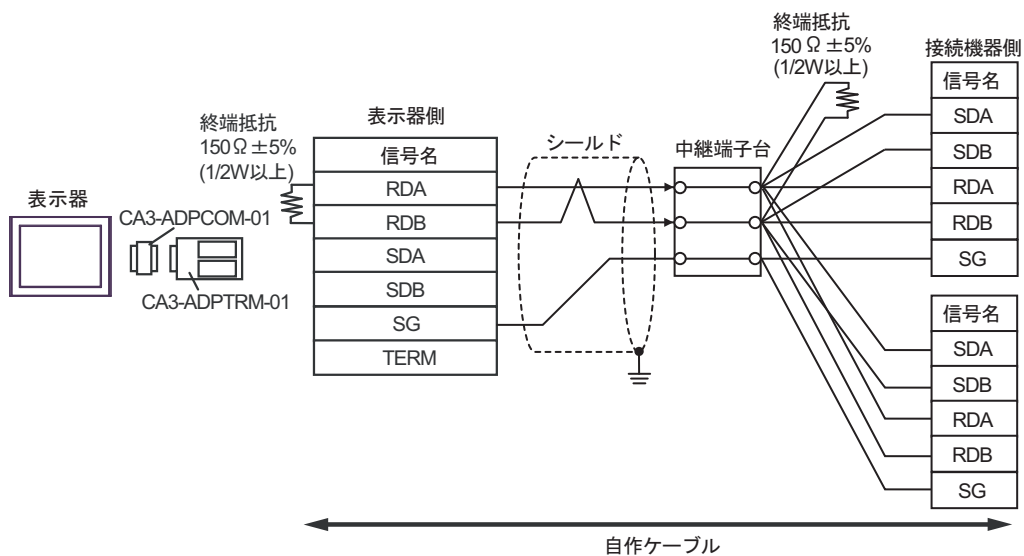 終端抵抗
150Ω±5%
(1/2W以上)
接続機器側
信号名
SDA
SDB
RDA
RDB
SG
終端抵抗
150Ω±5%
(1/2W以上)
表示器側
信号名
RDA
RDB
SDA
SDB
SG
TERM
シールド
中継端子台
表示器
CA3-ADPCOM-01
CA3-ADPTRM-01
信号名
SDA
SDB
RDA
RDB
SG
自作ケーブル